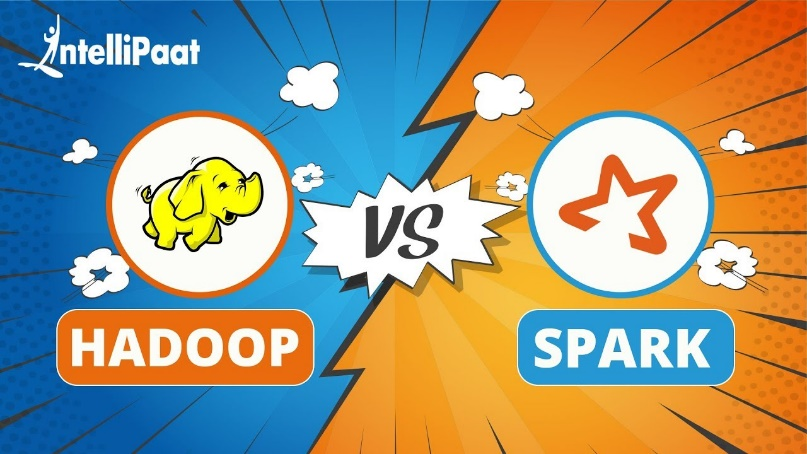 IntelliPaat
VS
HADOOP
SPARK